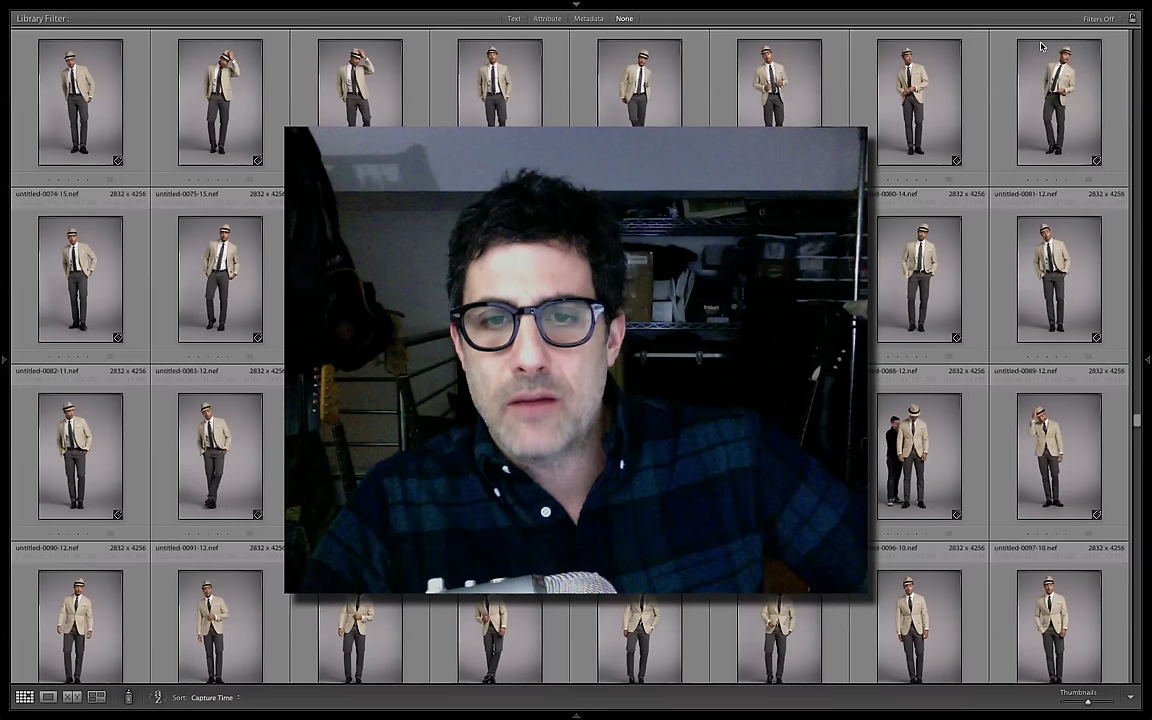 Library Filter:
Text Attribute Metadata None
Filters Off
untitled-0074-15.nef 2832 x 4256
untitled-0075-15.nef 2832 x 4256
-0080-14.nef 2832 x 4256
untitled-0081-12.nef 2832 x 4256
untitled-0082-11.nef 2832 x 4256
untitled-0083-12.nef 2832 x 4256
-0088-12.nef 2832 x 4256
untitled-0089-12.nef 2832 x 4256
untitled-0090-12.nef 2832 x 4256
untitled-0091-12.nef 2832 x 4256
-0096-10.nef 2832 x 4256
untitled-0097-10.nef 2832 x 4256
Sort: Capture Time
Thumbnails